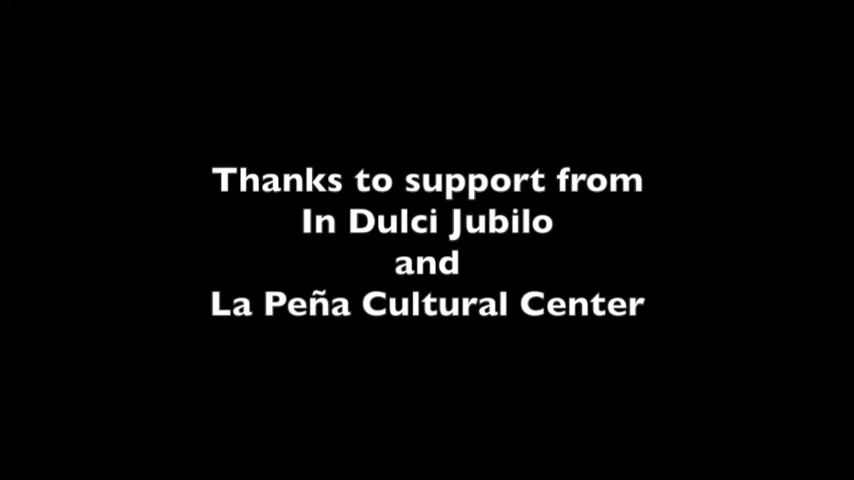 Thanks to support from
In Dulci Jubilo
and
La Peña Cultural Center